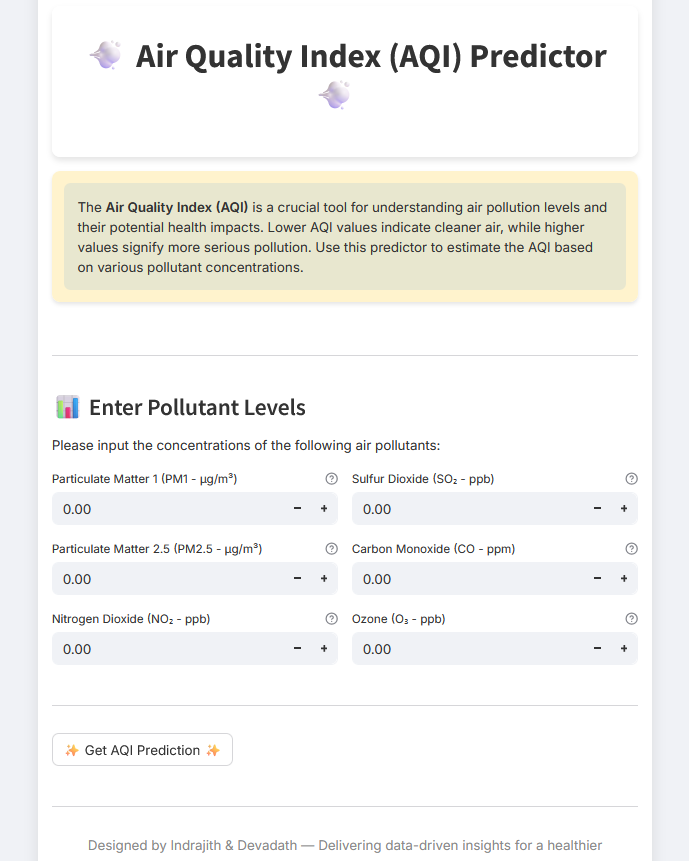 Air Quality Index (AQI) Predictor
The Air Quality Index (AQI) is a crucial tool for understanding air pollution levels and
their potential health impacts. Lower AQI values indicate cleaner air, while higher
values signify more serious pollution. Use this predictor to estimate the AQI based
on various pollutant concentrations.
Enter Pollutant Levels
Please input the concentrations of the following air pollutants:
Particulate Matter 1 (PM1 - µg/m³)
0.00
Sulfur Dioxide (SO₂ - ppb)
0.00
Particulate Matter 2.5 (PM2.5 - µg/m³)
0.00
Carbon Monoxide (CO - ppm)
0.00
Nitrogen Dioxide (NO₂ - ppb)
0.00
Ozone (O₃ - ppb)
0.00
✨ Get AQI Prediction ✨
Designed by Indrajith & Devadath — Delivering data-driven insights for a healthier